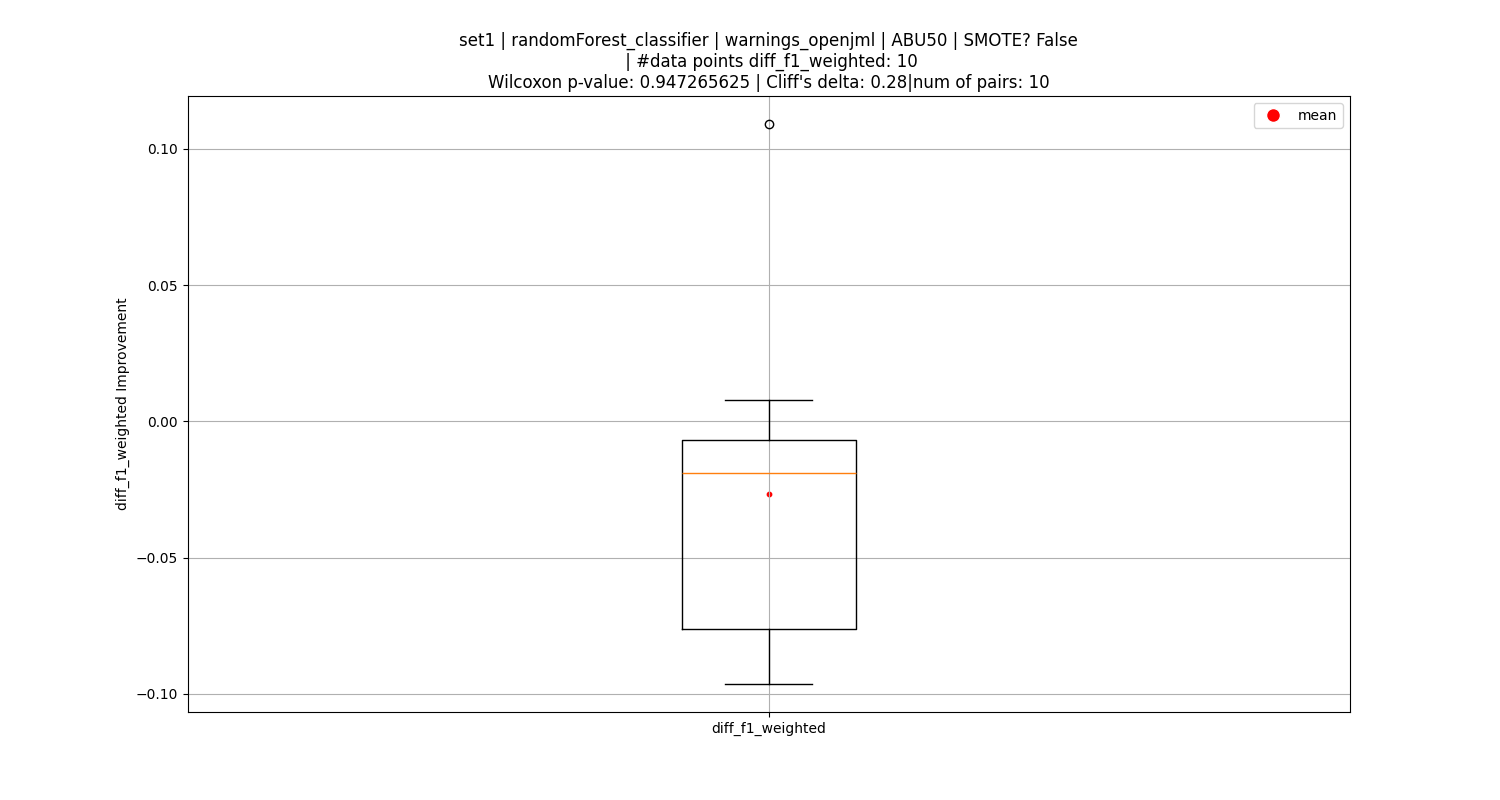 set1 | randomForest_classifier | warnings_openjml | ABU50 | SMOTE? False
| #data points diff_f1_weighted: 10
Wilcoxon p-value: 0.947265625 | Cliff's delta: 0.28|num of pairs: 10
mean
0.10
0.05
0.00
−0.05
−0.10
diff_f1_weighted Improvement
diff_f1_weighted